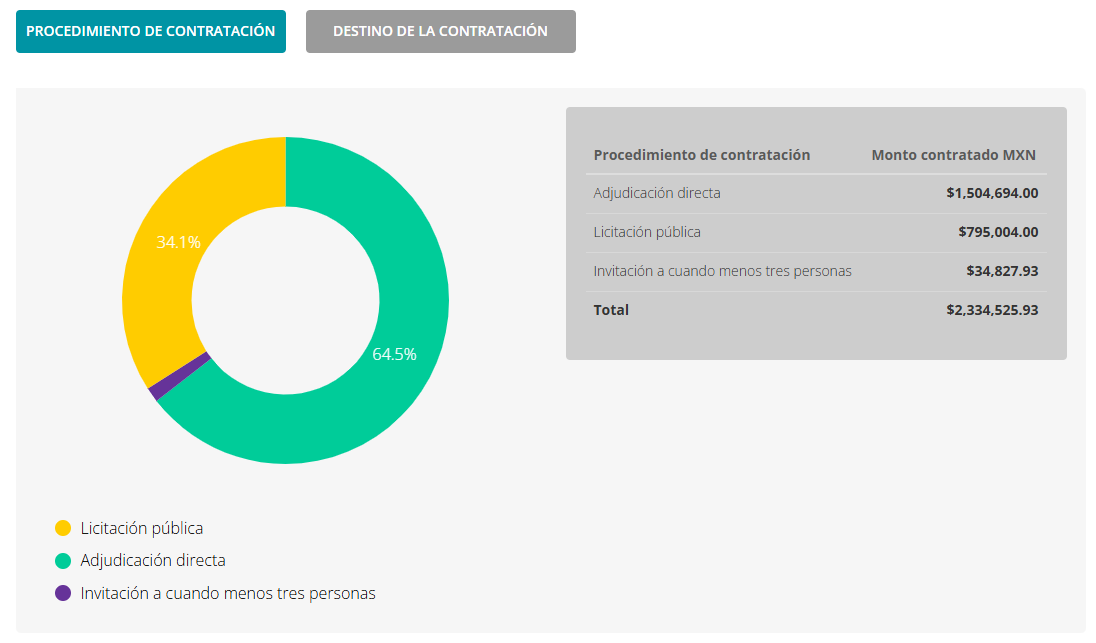 PROCEDIMIENTO DE CONTRATACIÓN
DESTINO DE LA CONTRATACIÓN
34.1%
64.5%
Licitación pública
Adjudicación directa
Invitación a cuando menos tres personas
Procedimiento de contratación Monto contratado MXN
Adjudicación directa $1,504,694.00
Licitación pública $795,004.00
Invitación a cuando menos tres personas $34,827.93
Total $2,334,525.93